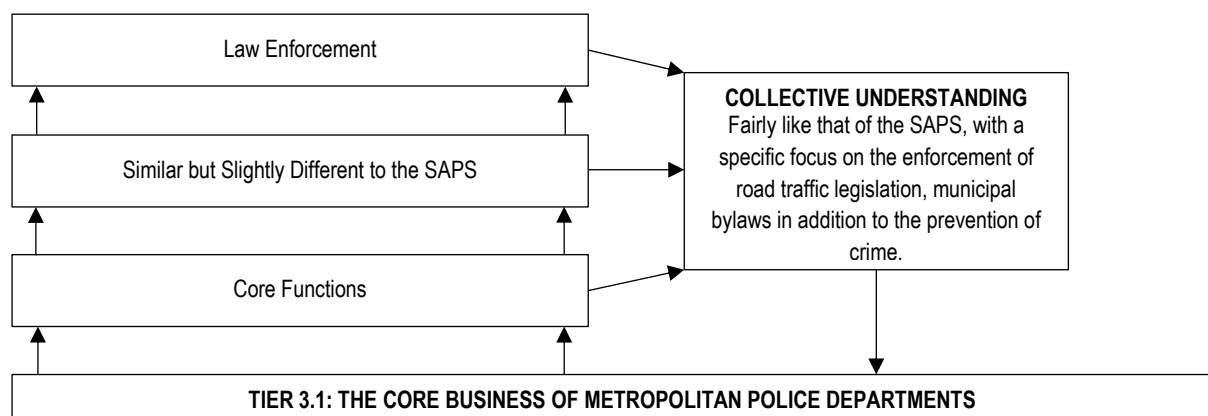 Law Enforcement
Similar but Slightly Different to the SAPS
Core Functions
COLLECTIVE UNDERSTANDING
Fairly like that of the SAPS, with a
specific focus on the enforcement of
road traffic legislation, municipal
bylaws in addition to the prevention of
crime.
TIER 3.1: THE CORE BUSINESS OF METROPOLITAN POLICE DEPARTMENTS